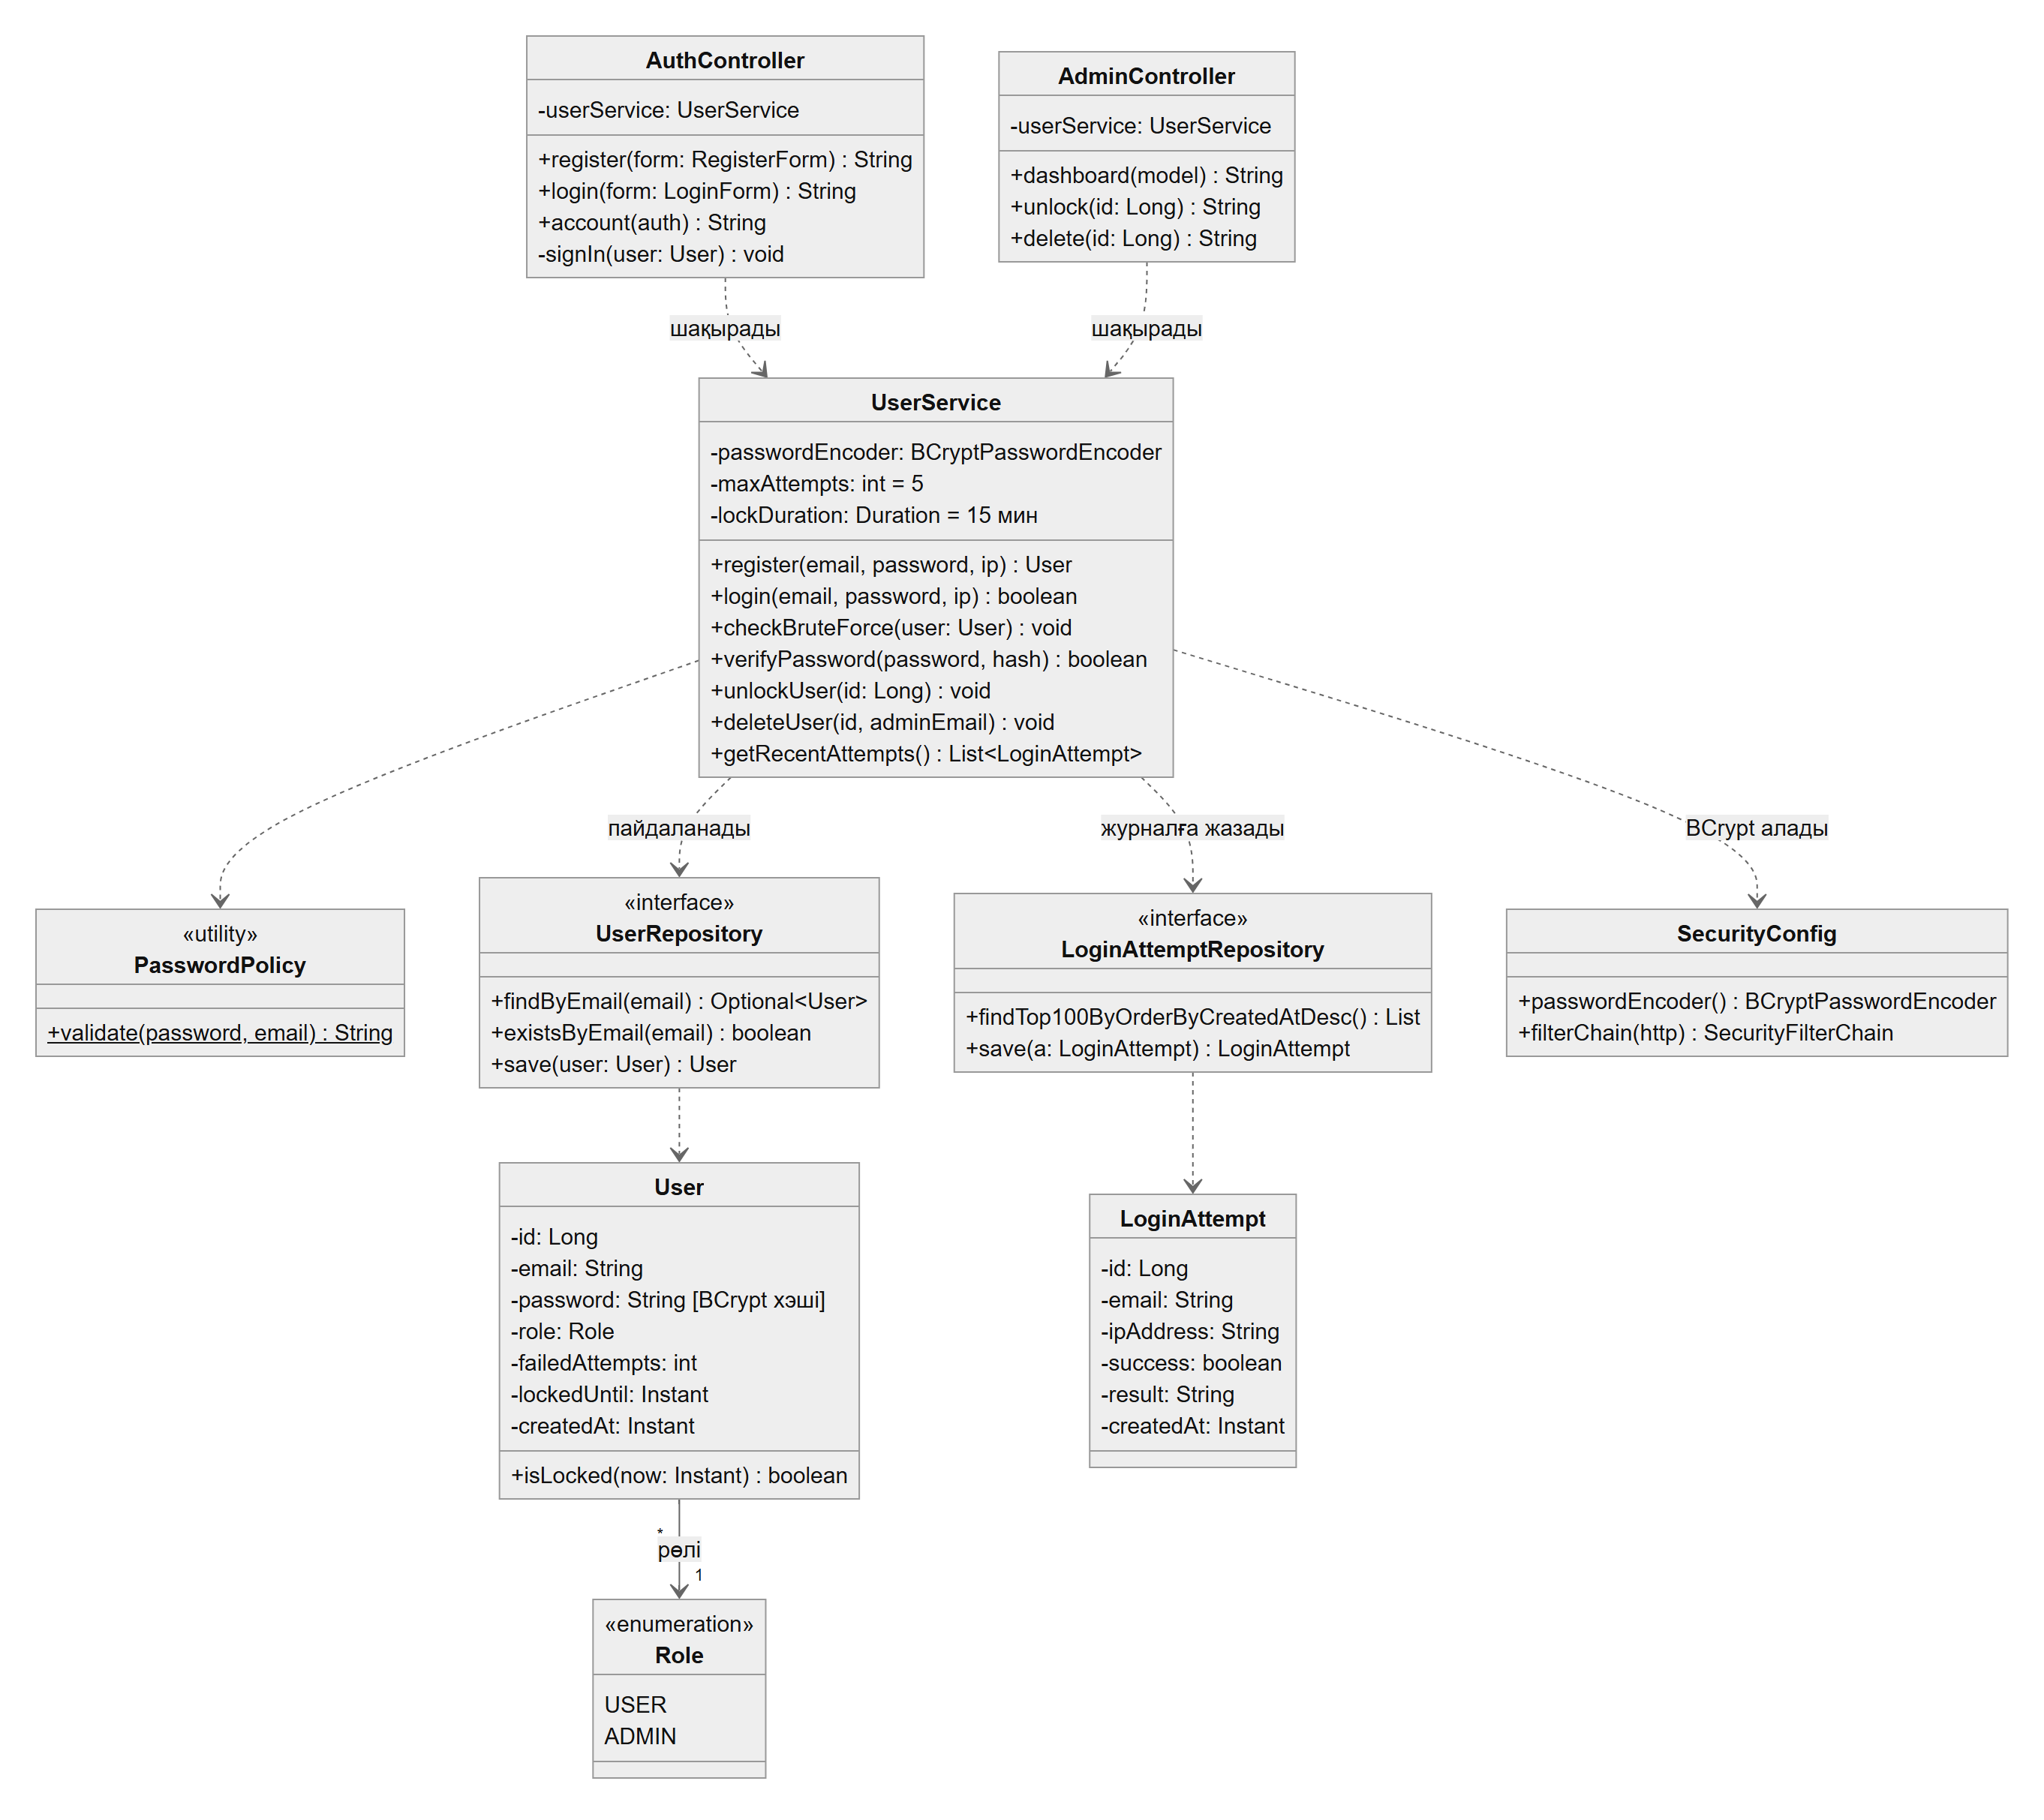 AuthController
-userService: UserService
+register(form: RegisterForm) : String
+login(form: LoginForm) : String
+account(auth) : String
-signIn(user: User) : void
AdminController
-userService: UserService
+dashboard(model) : String
+unlock(id: Long) : String
+delete(id: Long) : String
шақырады
шақырады
UserService
-passwordEncoder: BCryptPasswordEncoder
-maxAttempts: int = 5
-lockDuration: Duration = 15 мин
+register(email, password, ip) : User
+login(email, password, ip) : boolean
+checkBruteForce(user: User) : void
+verifyPassword(password, hash) : boolean
+unlockUser(id: Long) : void
+deleteUser(id, adminEmail) : void
+getRecentAttempts() : List<LoginAttempt>
пайдаланады
журналға жазады
BCrypt алады
«utility»
PasswordPolicy
+validate(password, email) : String
«interface»
UserRepository
+findByEmail(email) : Optional<User>
+existsByEmail(email) : boolean
+save(user: User) : User
«interface»
LoginAttemptRepository
+findTop100ByOrderByCreatedAtDesc() : List
+save(a: LoginAttempt) : LoginAttempt
SecurityConfig
+passwordEncoder() : BCryptPasswordEncoder
+filterChain(http) : SecurityFilterChain
User
-id: Long
-email: String
-password: String [BCrypt хэші]
-role: Role
-failedAttempts: int
-lockedUntil: Instant
-createdAt: Instant
+isLocked(now: Instant) : boolean
LoginAttempt
-id: Long
-email: String
-ipAddress: String
-success: boolean
-result: String
-createdAt: Instant
*
рөлі
1
«enumeration»
Role
USER
ADMIN